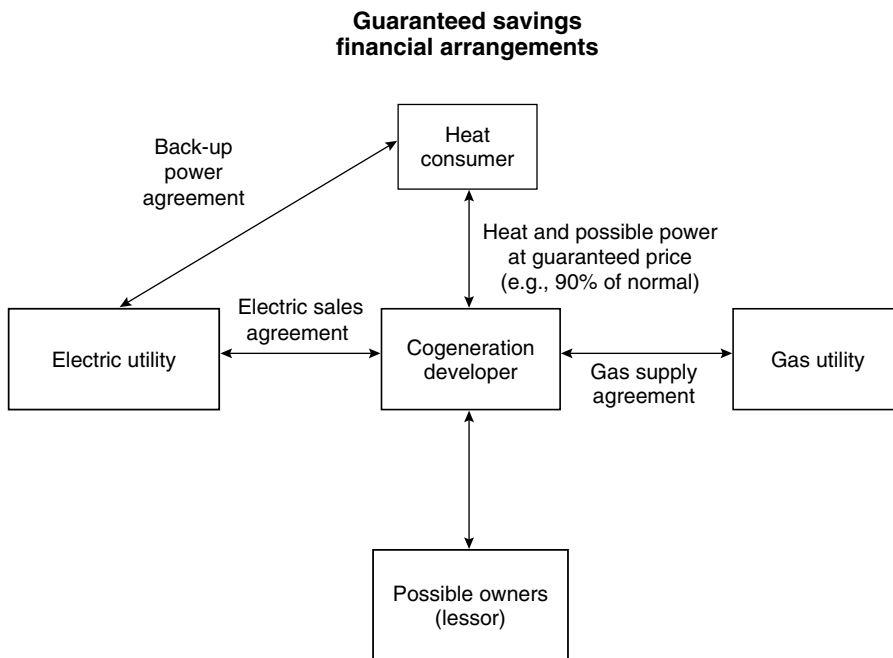 Guaranteed savings
financial arrangements
Heat
consumer
Back-up
power
agreement
Heat and possible power
at guaranteed price
(e.g., 90% of normal)
Electric sales
agreement
Electric utility
Cogeneration
developer
Gas supply
agreement
Gas utility
Possible owners
(lessor)